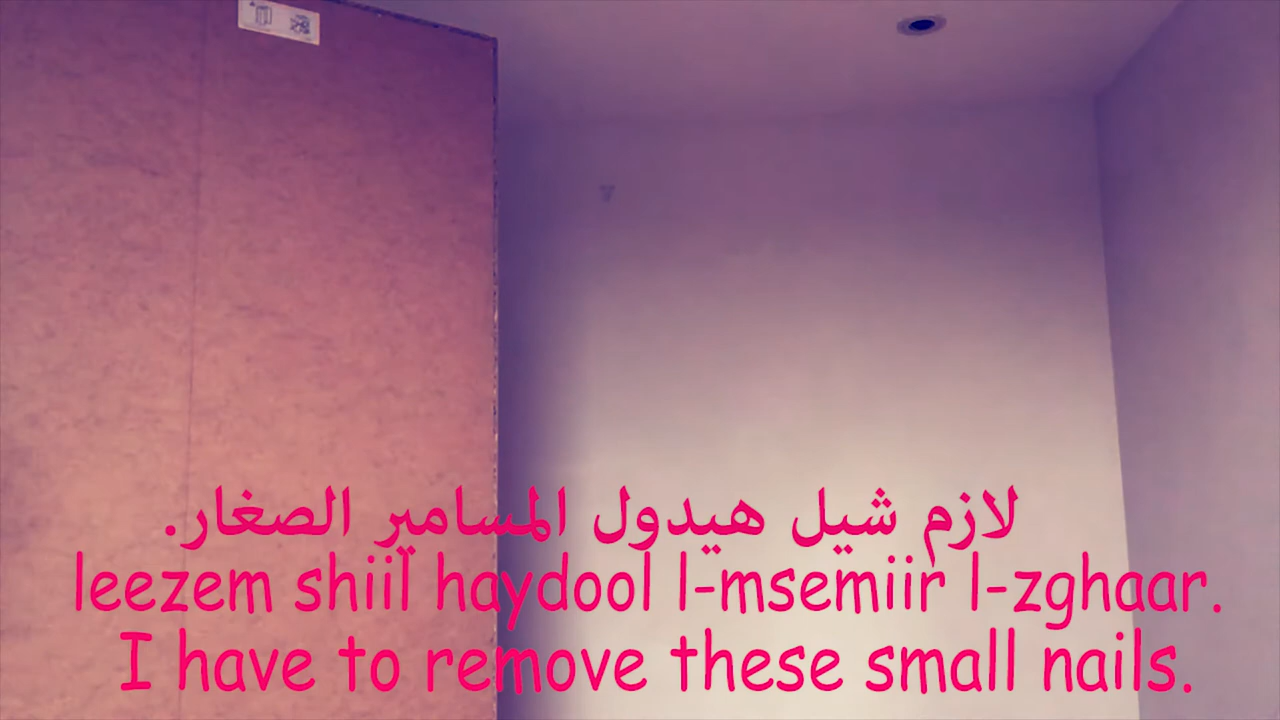 لازم شيل هيدول المسامير الصغار.
leezem shiil haydool l-msemiir l-zghaar.
I have to remove these small nails.